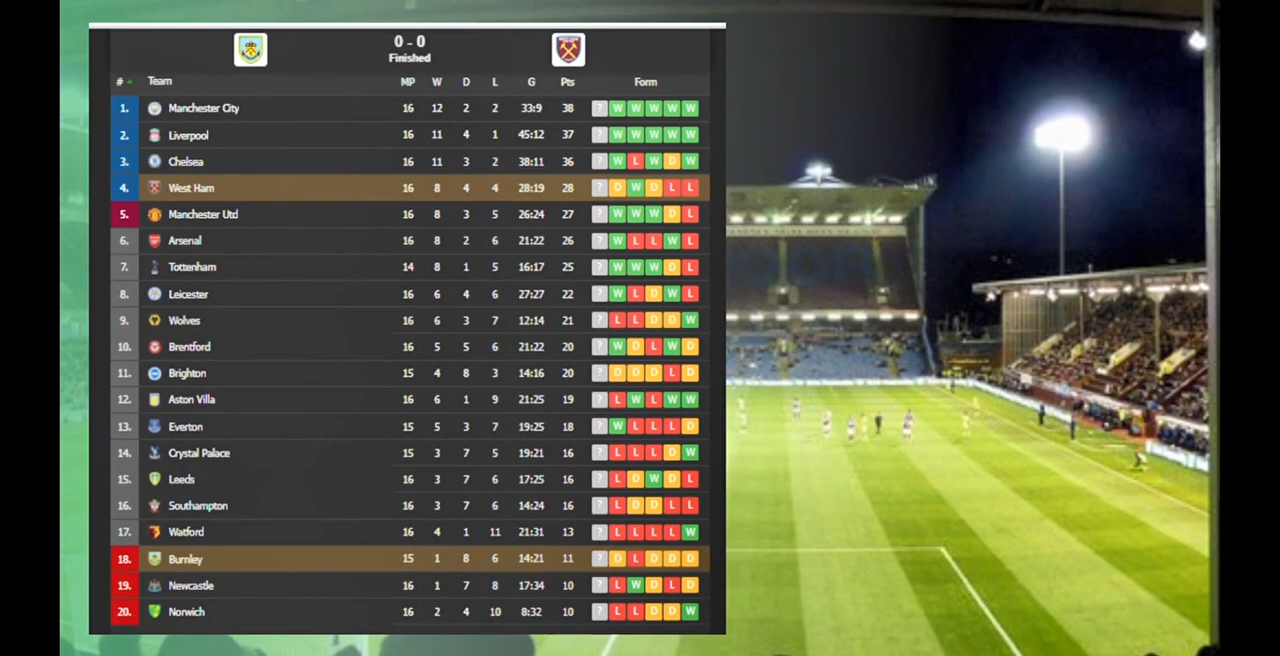 0 - 0
Finished
# Team MP W D L G Pts Form
1. Manchester City 16 12 2 2 33:9 38 ? W W W W W
2. Liverpool 16 11 4 1 45:12 37 ? W W W W W
3. Chelsea 16 11 3 2 38:11 36 ? W L W D W
4. West Ham 16 8 4 4 28:19 28 ? D W D L L
5. Manchester Utd 16 8 3 5 26:24 27 ? W W W D L
6. Arsenal 16 8 2 6 21:22 26 ? W L L W L
7. Tottenham 14 8 1 5 16:17 25 ? W W W D L
8. Leicester 16 6 4 6 27:27 22 ? W L D W L
9. Wolves 16 6 3 7 12:14 21 ? L L D D W
10. Brentford 16 5 5 6 21:22 20 ? W D L W D
11. Brighton 15 4 8 3 14:16 20 ? D D D L D
12. Aston Villa 16 6 1 9 21:25 19 ? L W L W W
13. Everton 15 5 3 7 19:25 18 ? W L L L D
14. Crystal Palace 15 3 7 5 19:21 16 ? L L L D W
15. Leeds 16 3 7 6 17:25 16 ? L D W D L
16. Southampton 16 3 7 6 14:24 16 ? L D D L L
17. Watford 16 4 1 11 21:31 13 ? L L L L W
18. Burnley 15 1 8 6 14:21 11 ? D L D D D
19. Newcastle 16 1 7 8 17:34 10 ? L W D L D
20. Norwich 16 2 4 10 8:32 10 ? L L D D W